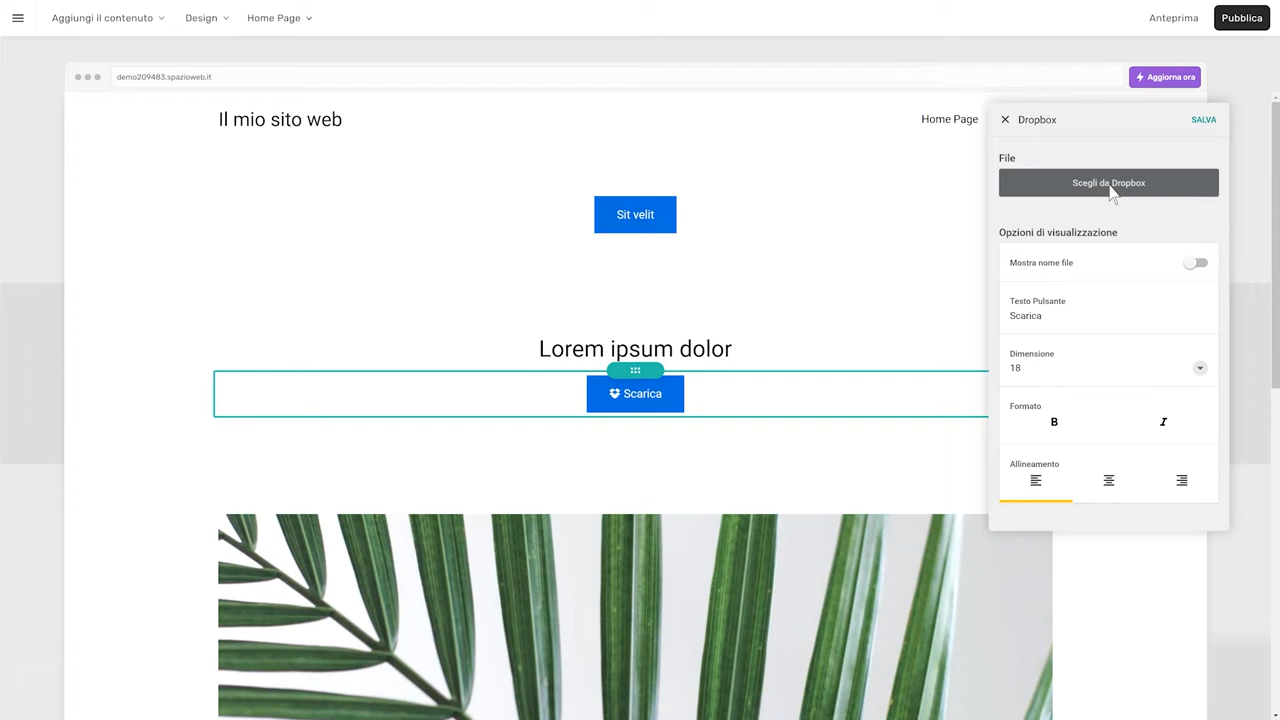 Aggiungi il contenuto
Design
Home Page
Anteprima
Pubblica
demo209483.spazioweb.it
Aggiorna ora
Il mio sito web
Home Page
Dropbox
SALVA
File
Scegli da Dropbox
Sit velit
Opzioni di visualizzazione
Mostra nome file
Testo Pulsante
Scarica
Lorem ipsum dolor
Dimensione
18
Scarica
Formato
B
I
Allineamento